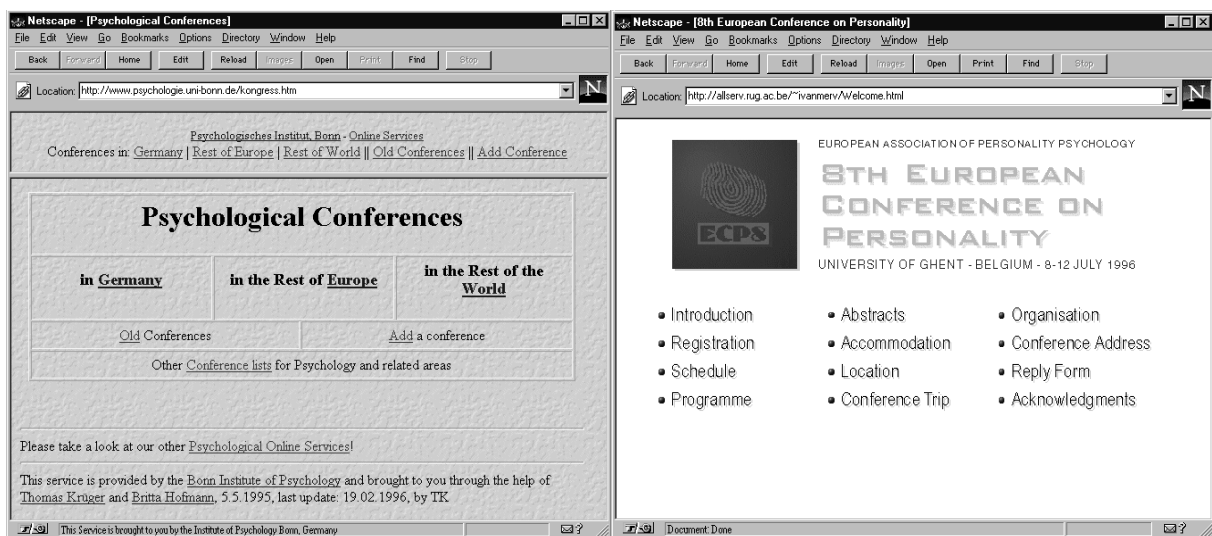 Netscape - [Psychological Conferences]
File Edit View Go Bookmarks Options Directory Window Help
Back Forward Home Edit Reload Images Open Print Find Stop
Location: http://www.psychologie.uni-bonn.de/kongress.htm
N
Psychologisches Institut, Bonn - Online Services
Conferences in: Germany | Rest of Europe | Rest of World || Old Conferences || Add Conference
Psychological Conferences
in Germany
in the Rest of Europe
in the Rest of the
World
Old Conferences
Add a conference
Other Conference lists for Psychology and related areas
Please take a look at our other Psychological Online Services!
This service is provided by the Bonn Institute of Psychology and brought to you through the help of
Thomas Krüger and Britta Hofmann, 5.5.1995, last update: 19.02.1996, by TK
This Service is brought to you by the Institute of Psychology Bonn, Germany
Netscape - [8th European Conference on Personality]
File Edit View Go Bookmarks Options Directory Window Help
Back Forward Home Edit Reload Images Open Print Find Stop
Location: http://allserv.rug.ac.be/~ivanmerv/Welcome.html
N
ECP8
EUROPEAN ASSOCIATION OF PERSONALITY PSYCHOLOGY
8TH EUROPEAN
CONFERENCE ON
PERSONALITY
UNIVERSITY OF GHENT - BELGIUM - 8-12 JULY 1996
Introduction
Registration
Schedule
Programme
Abstracts
Accommodation
Location
Conference Trip
Organisation
Conference Address
Reply Form
Acknowledgments
Document: Done